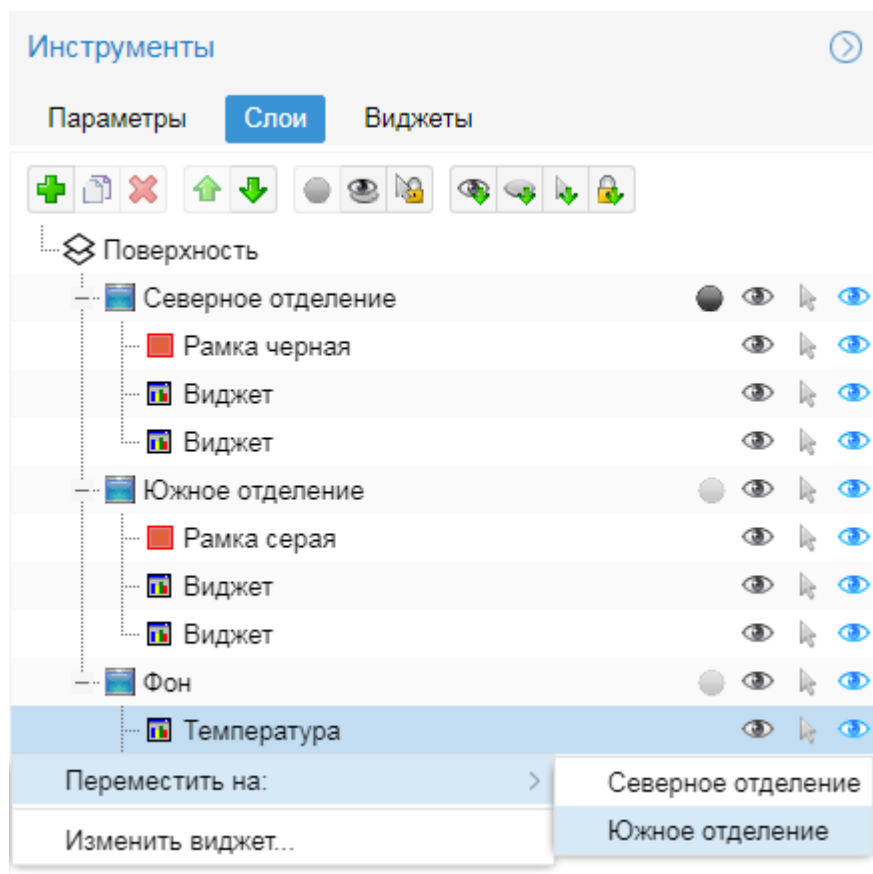 Инструменты
Параметры Слои Виджеты
Поверхность
Северное отделение
Рамка черная
Виджет
Виджет
Южное отделение
Рамка серая
Виджет
Виджет
Фон
Температура
Переместить на:
Северное отделение
Южное отделение
Изменить виджет...